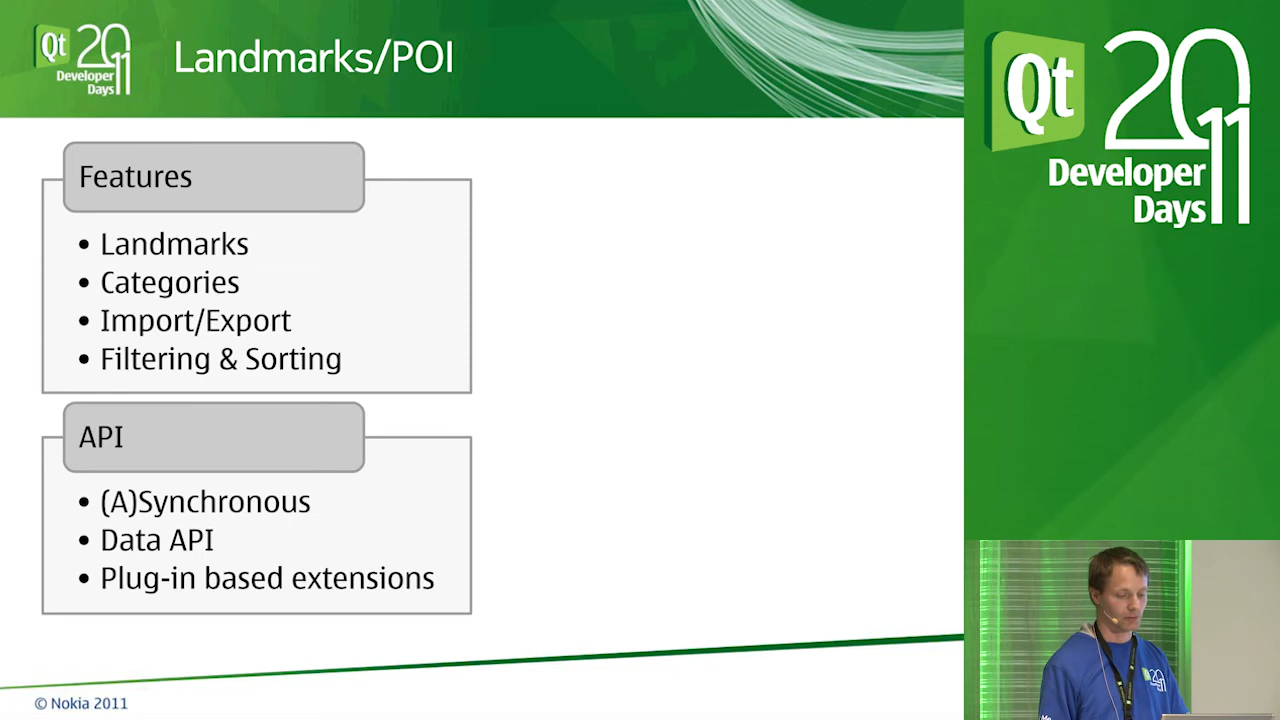 Qt 2011
Developer
Days
Landmarks/POI
Features
• Landmarks
• Categories
• Import/Export
• Filtering & Sorting
API
• (A)Synchronous
• Data API
• Plug-in based extensions
© Nokia 2011
Qt 2011
Developer
Days